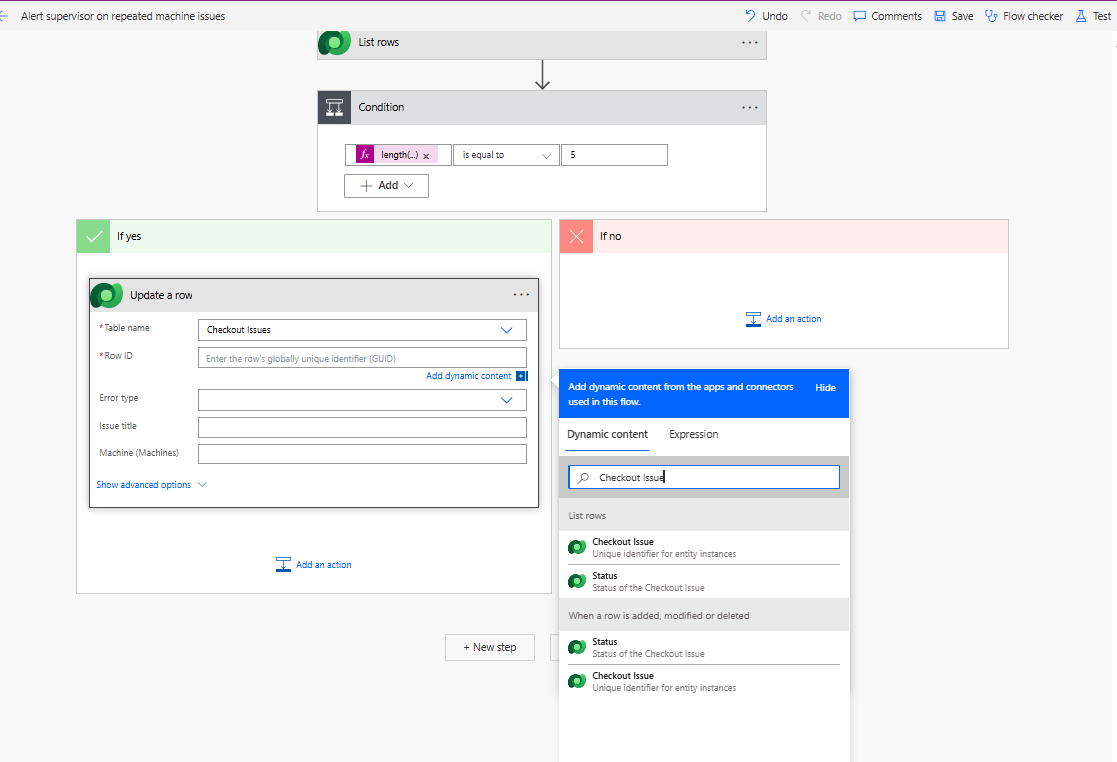 Alert supervisor on repeated machine issues
Undo
Redo
Comments
Save
Flow checker
Test
List rows
Condition
fx length(...) x
is equal to
5
+ Add
If yes
If no
Update a row
*Table name
Checkout Issues
*Row ID
Enter the row's globally unique identifier (GUID)
Add dynamic content
Error type
Issue title
Machine (Machines)
Show advanced options
Add an action
Add an action
+ New step
Add dynamic content from the apps and connectors
used in this flow.
Hide
Dynamic content
Expression
Checkout Issue
List rows
Checkout Issue
Unique identifier for entity instances
Status
Status of the Checkout Issue
When a row is added, modified or deleted
Status
Status of the Checkout Issue
Checkout Issue
Unique identifier for entity instances